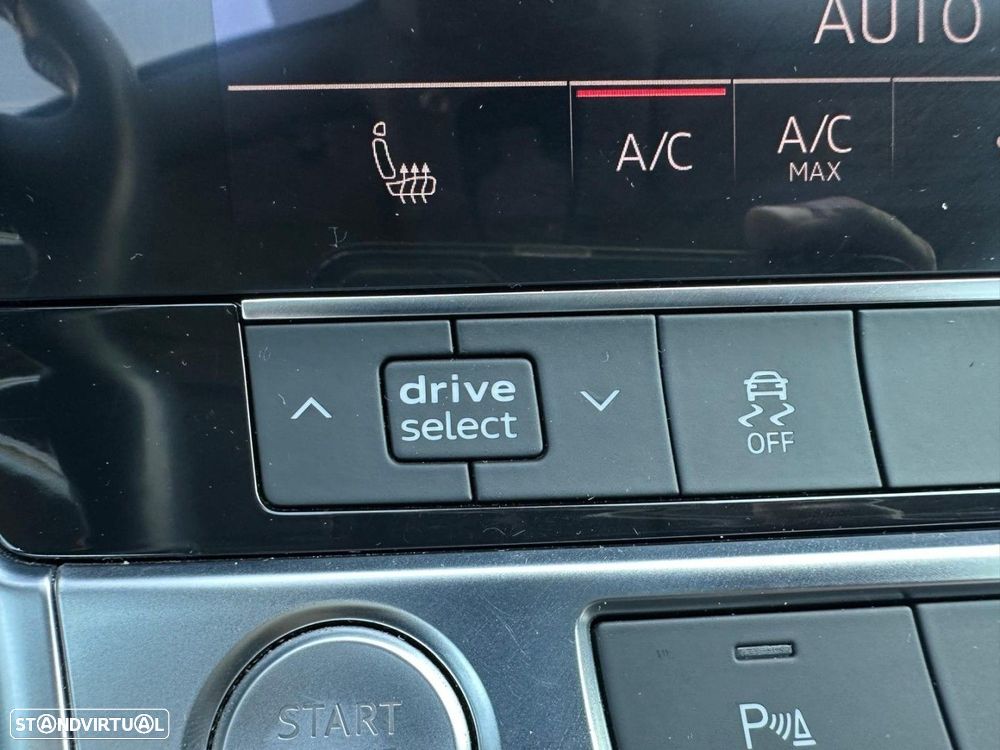 AUTO
A/C
A/C
MAX
drive
select
OFF
START
P
STANDVIRTUAL